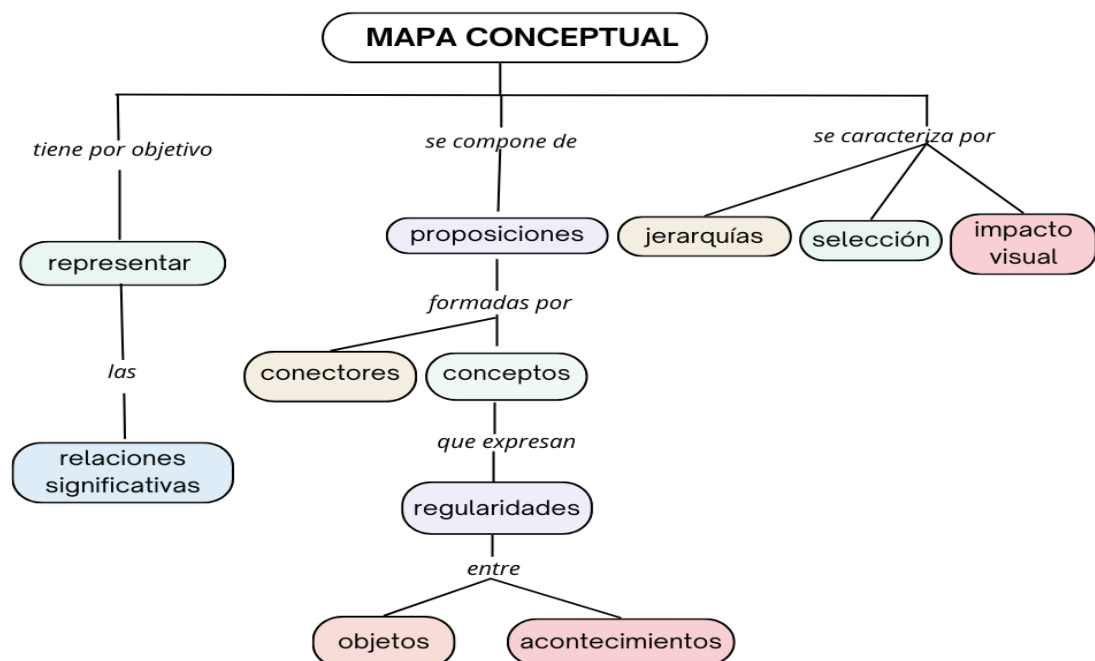 MAPA CONCEPTUAL
tiene por objetivo
se compone de
se caracteriza por
proposiciones
jerarquías
selección
impacto
visual
representar
formadas por
las
conectores
conceptos
que expresan
relaciones
significativas
regularidades
entre
objetos
acontecimientos